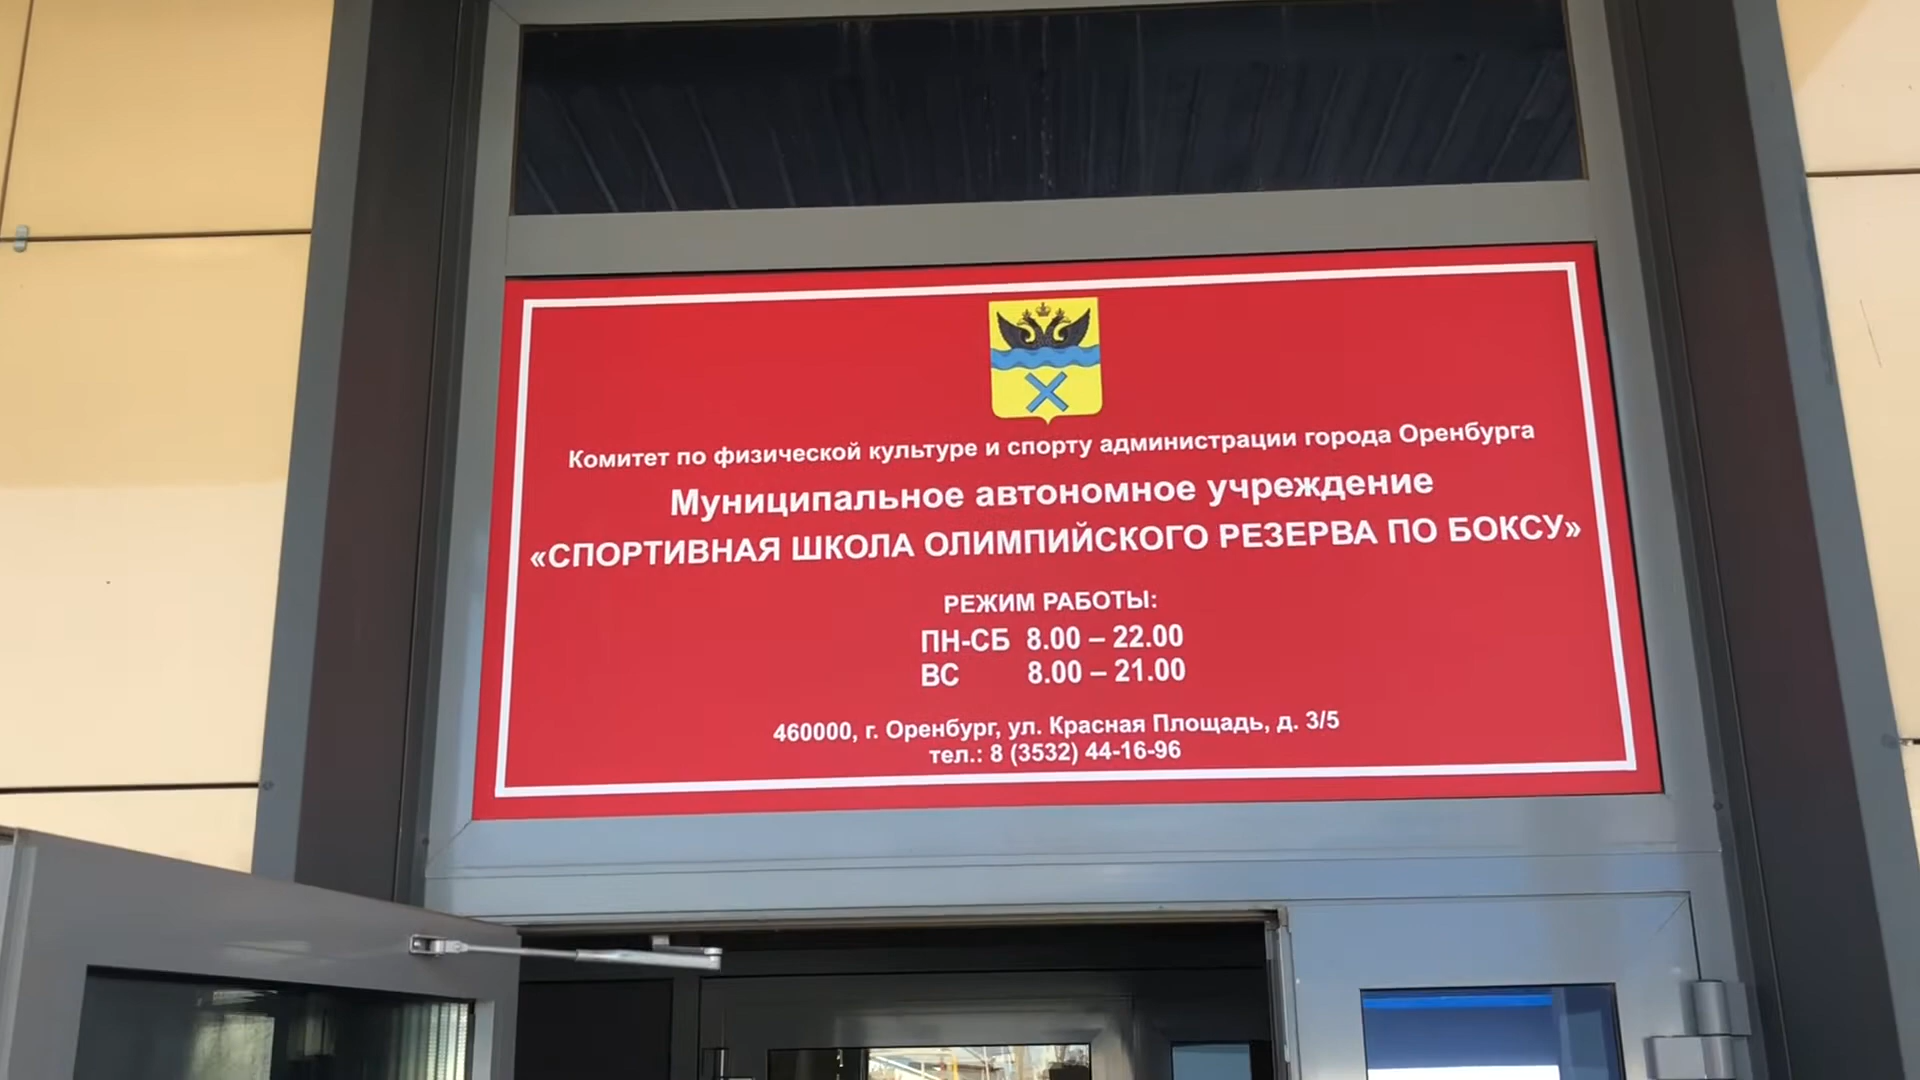 Комитет по физической культуре и спорту администрации города Оренбурга
Муниципальное автономное учреждение
«СПОРТИВНАЯ ШКОЛА ОЛИМПИЙСКОГО РЕЗЕРВА ПО БОКСУ»
РЕЖИМ РАБОТЫ:
ПН-СБ 8.00 – 22.00
ВС 8.00 – 21.00
460000, г. Оренбург, ул. Красная Площадь, д. 3/5
тел.: 8 (3532) 44-16-96